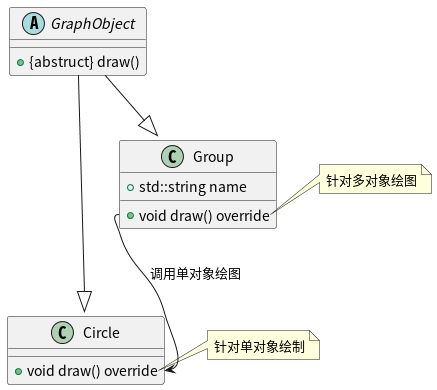 A GraphObject
{abstuct} draw()
C Group
std::string name
void draw() override
针对多对象绘图
调用单对象绘图
C Circle
void draw() override
针对单对象绘制